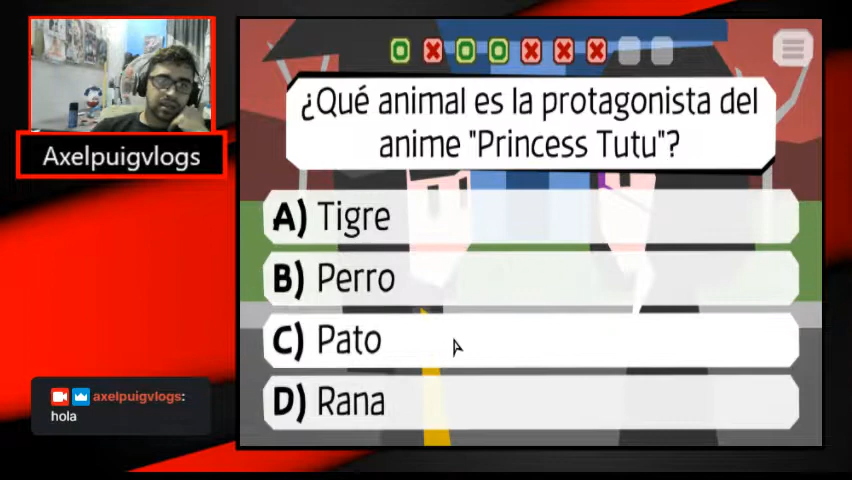 ¿Qué animal es la protagonista del
anime "Princess Tutu"?
A) Tigre
B) Perro
C) Pato
D) Rana
Axelpuigvlogs
axelpuigvlogs:
hola